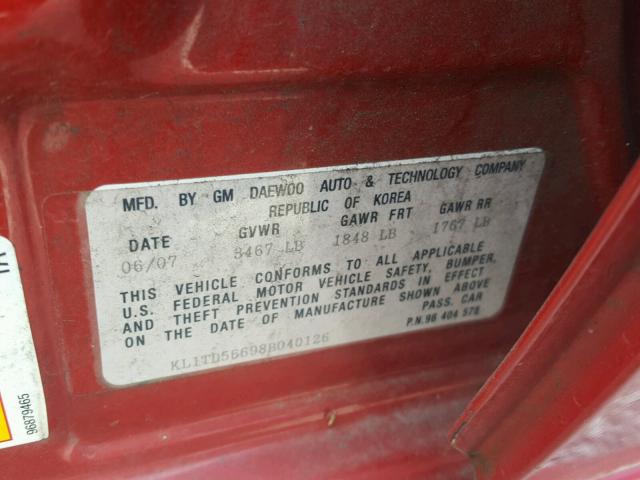 MFD. BY GM DAEWOO AUTO & TECHNOLOGY COMPANY
REPUBLIC OF KOREA
DATE GVWR GAWR FRT GAWR RR
06/07 3467 LB 1848 LB 1767 LB
THIS VEHICLE CONFORMS TO ALL APPLICABLE
U.S. FEDERAL MOTOR VEHICLE SAFETY, BUMPER,
AND THEFT PREVENTION STANDARDS IN EFFECT
ON THE DATE OF MANUFACTURE SHOWN ABOVE
PASS. CAR
KL1TD56698B040126
P.N.96 404 578
96879465